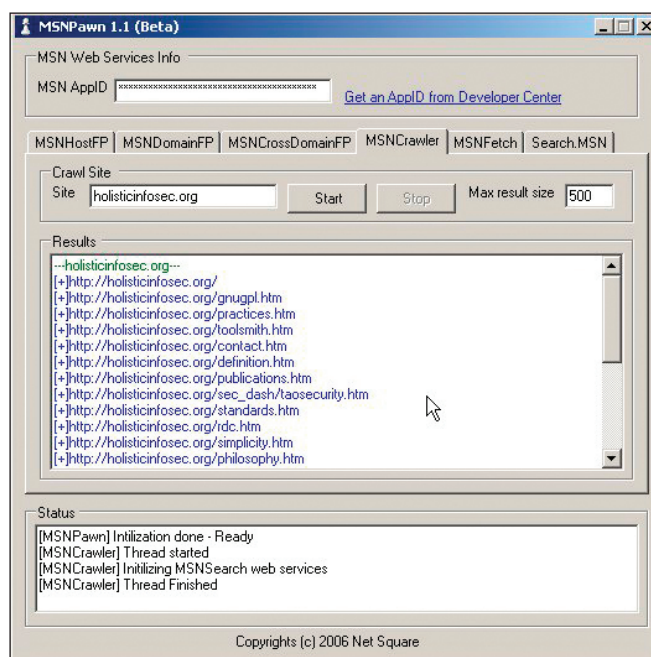 MSNPawn 1.1 (Beta)
MSN Web Services Info
MSN AppID ****************************************
Get an AppID from Developer Center
MSNHostFP MSNDomainFP MSNCrossDomainFP MSNCrawler MSNFetch Search.MSN
Crawl Site
Site holisticinfosec.org Start Stop Max result size 500
Results
---holisticinfosec.org---
[+]http://holisticinfosec.org/
[+]http://holisticinfosec.org/gnugpl.htm
[+]http://holisticinfosec.org/practices.htm
[+]http://holisticinfosec.org/toolsmith.htm
[+]http://holisticinfosec.org/contact.htm
[+]http://holisticinfosec.org/definition.htm
[+]http://holisticinfosec.org/publications.htm
[+]http://holisticinfosec.org/sec_dash/taosecurity.htm
[+]http://holisticinfosec.org/standards.htm
[+]http://holisticinfosec.org/rdc.htm
[+]http://holisticinfosec.org/simplicity.htm
[+]http://holisticinfosec.org/philosophy.htm
Status
[MSNPawn] Intilization done - Ready
[MSNCrawler] Thread started
[MSNCrawler] Initilizing MSNSearch web services
[MSNCrawler] Thread Finished
Copyrights (c) 2006 Net Square